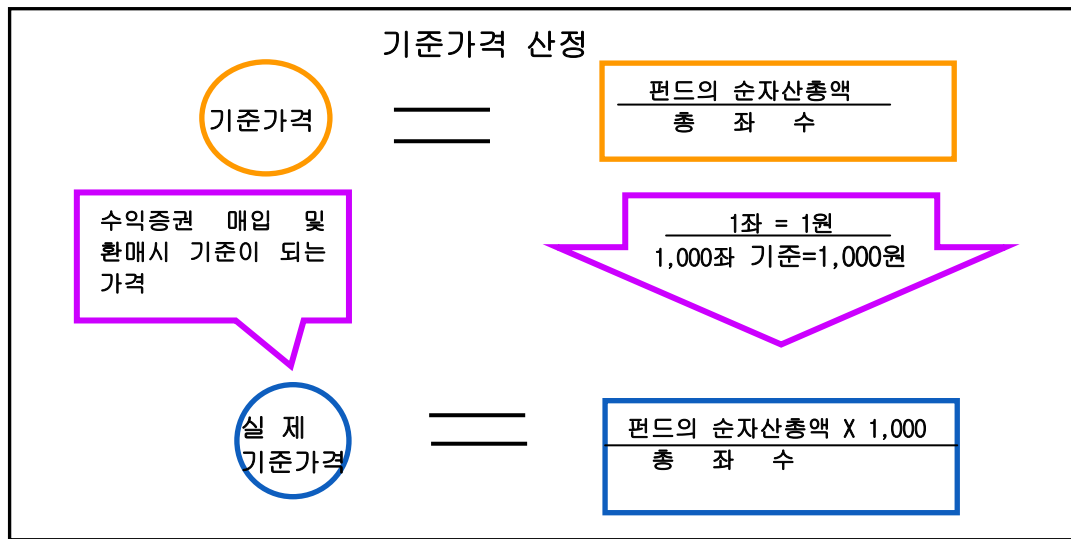 기준가격 산정
기준가격
펀드의 순자산총액
총 좌 수
수익증권 매입 및
환매시 기준이 되는
가격
1좌 = 1원
1,000좌 기준=1,000원
실 제
기준가격
펀드의 순자산총액 X 1,000
총 좌 수